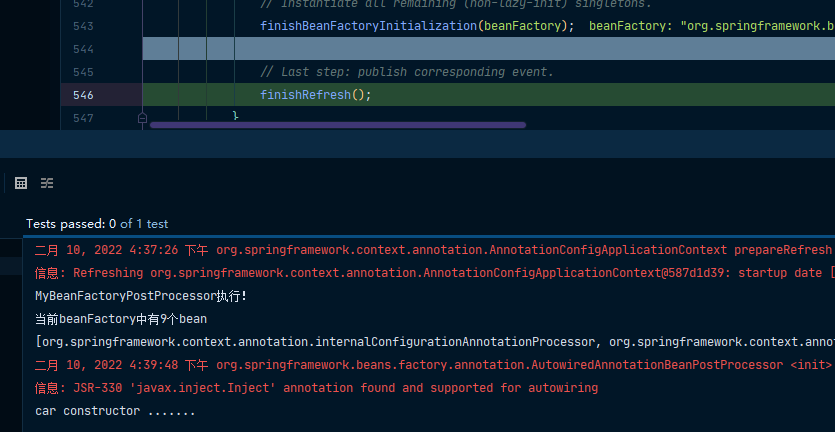 542 // Instantiate all remaining (non-lazy-init) singletons.
543 finishBeanFactoryInitialization(beanFactory); beanFactory: "org.springframework.b
544
545 // Last step: publish corresponding event.
546 finishRefresh();
547 }
Tests passed: 0 of 1 test
二月 10, 2022 4:37:26 下午 org.springframework.context.annotation.AnnotationConfigApplicationContext prepareRefresh
信息: Refreshing org.springframework.context.annotation.AnnotationConfigApplicationContext@587d1d39: startup date [
MyBeanFactoryPostProcessor执行!
当前beanFactory中有9个bean
[org.springframework.context.annotation.internalConfigurationAnnotationProcessor, org.springframework.context.anno
二月 10, 2022 4:39:48 下午 org.springframework.beans.factory.annotation.AutowiredAnnotationBeanPostProcessor <init>
信息: JSR-330 'javax.inject.Inject' annotation found and supported for autowiring
car constructor .......